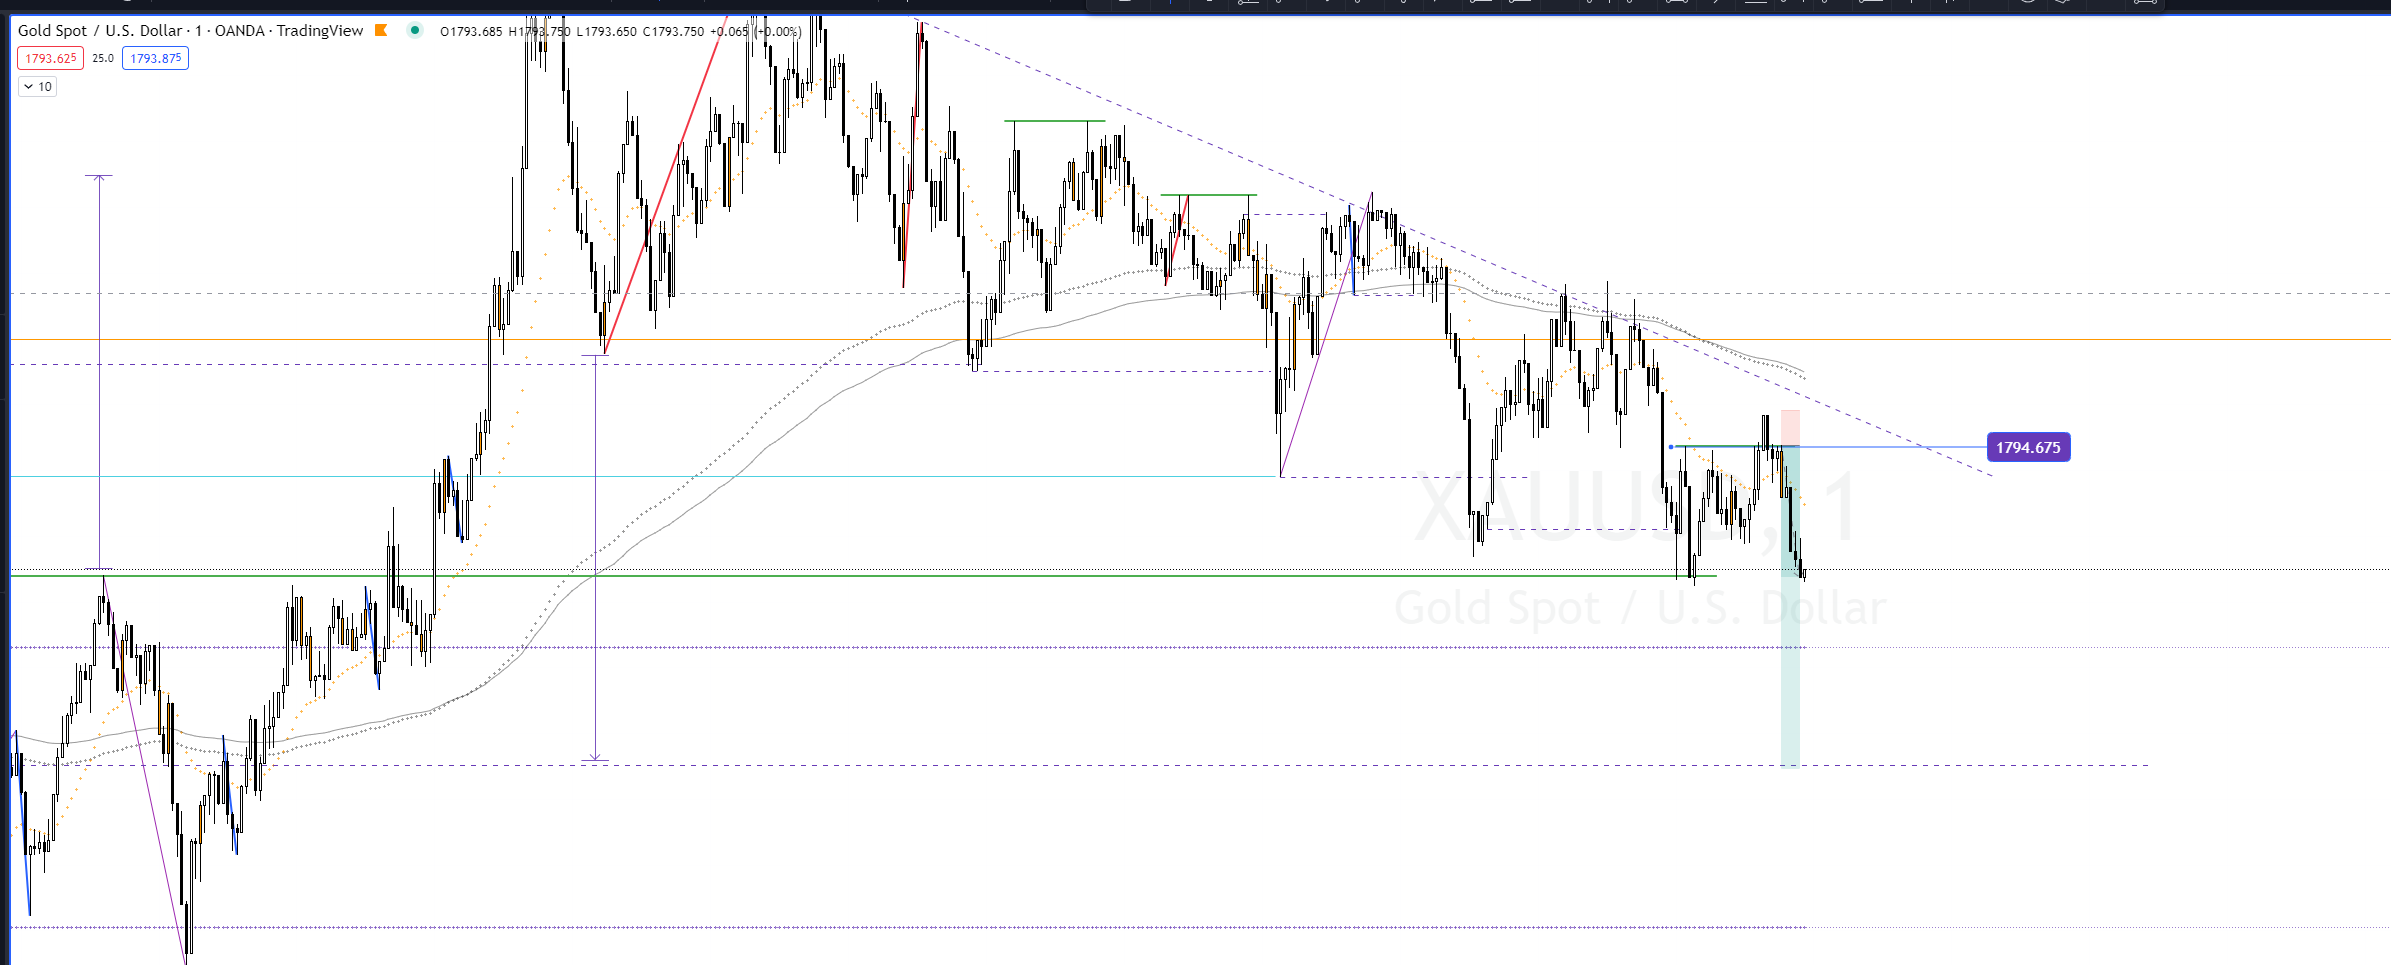 Gold Spot / U.S. Dollar · 1 · OANDA · TradingView O1793.685 H1793.750 L1793.650 C1793.750 +0.065 (+0.00%)
1793.625 25.0 1793.875
10
1794.675
XAUUSD, 1
Gold Spot / U.S. Dollar